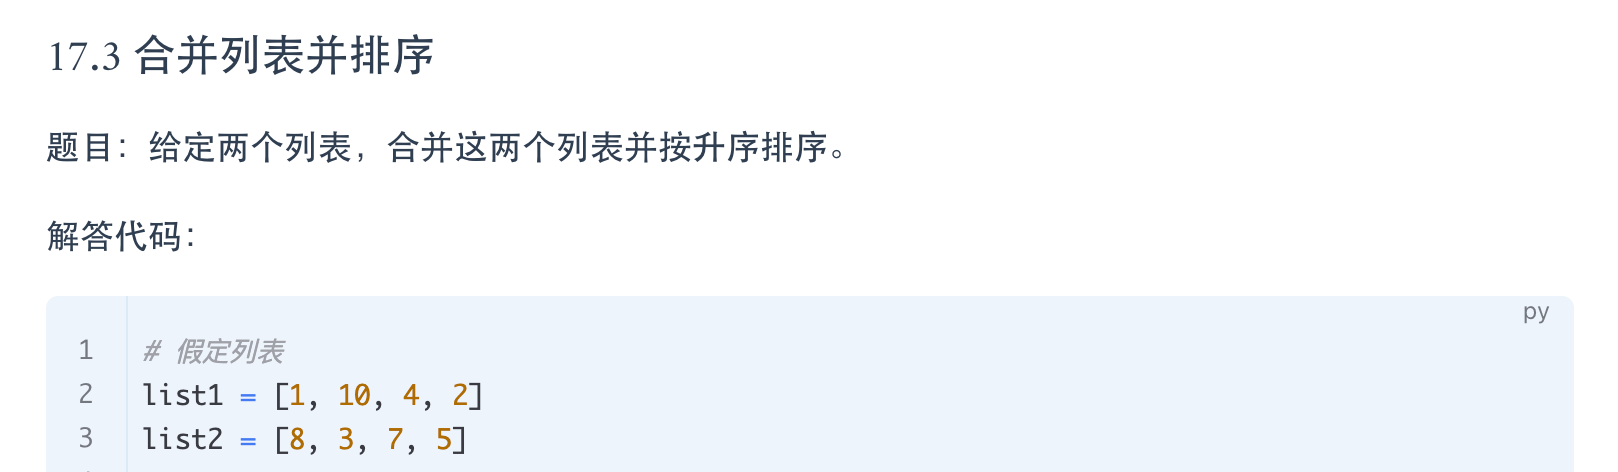 17.3 合并列表并排序
题目：给定两个列表，合并这两个列表并按升序排序。
解答代码：
py
1 # 假定列表
2 list1 = [1, 10, 4, 2]
3 list2 = [8, 3, 7, 5]